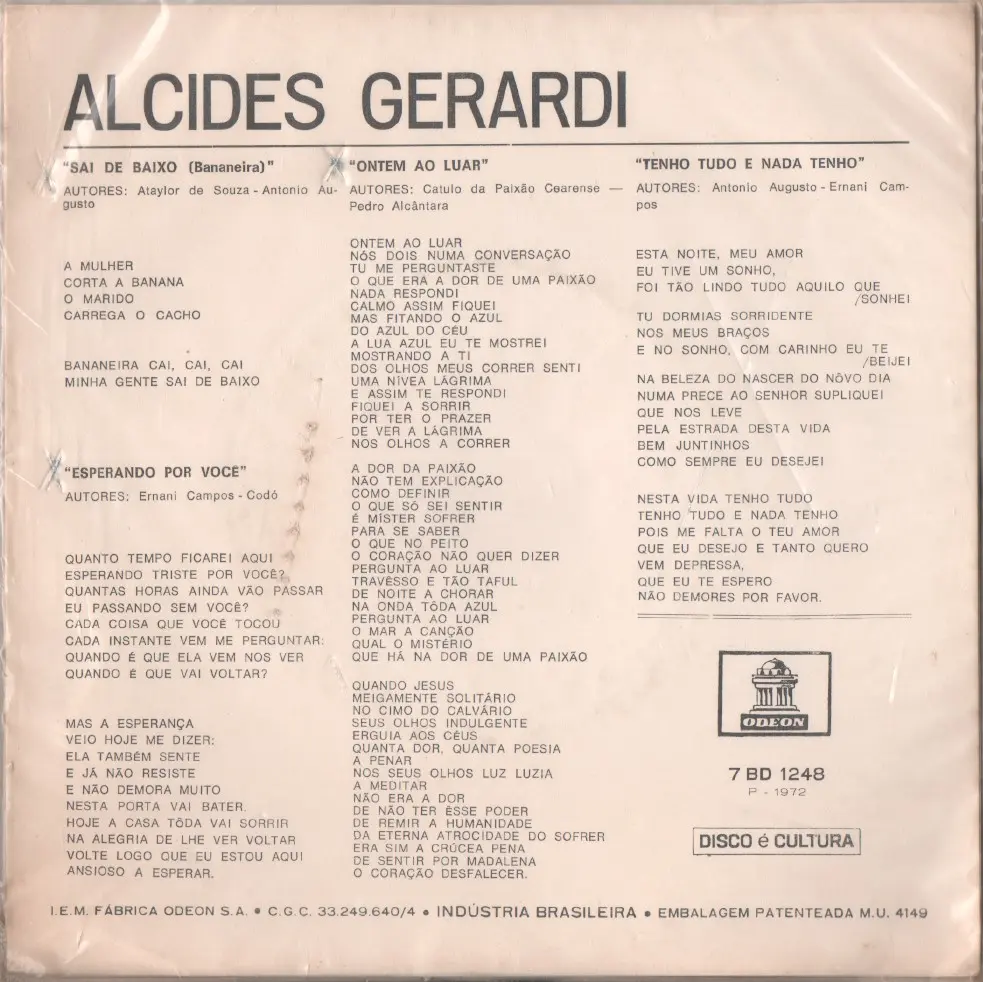 ALCIDES GERARDI
"SAI DE BAIXO (Bananeira)"
AUTORES: Ataylor de Souza - Antonio Au-
gusto
A MULHER
CORTA A BANANA
O MARIDO
CARREGA O CACHO
BANANEIRA CAI, CAI, CAI
MINHA GENTE SAI DE BAIXO
"ESPERANDO POR VOCÊ"
AUTORES: Ernani Campos - Codó
QUANTO TEMPO FICAREI AQUI
ESPERANDO TRISTE POR VOCÊ?
QUANTAS HORAS AINDA VÃO PASSAR
EU PASSANDO SEM VOCÊ?
CADA COISA QUE VOCÊ TOCOU
CADA INSTANTE VEM ME PERGUNTAR:
QUANDO É QUE ELA VEM NOS VER
QUANDO É QUE VAI VOLTAR?
MAS A ESPERANÇA
VEIO HOJE ME DIZER:
ELA TAMBÉM SENTE
E JÁ NÃO RESISTE
E NÃO DEMORA MUITO
NESTA PORTA VAI BATER.
HOJE A CASA TÔDA VAI SORRIR
NA ALEGRIA DE LHE VER VOLTAR
VOLTE LOGO QUE EU ESTOU AQUI
ANSIOSO A ESPERAR.
"ONTEM AO LUAR"
AUTORES: Catulo da Paixão Cearense —
Pedro Alcântara
ONTEM AO LUAR
NÓS DOIS NUMA CONVERSAÇÃO
TU ME PERGUNTASTE
O QUE ERA A DOR DE UMA PAIXÃO
NADA RESPONDI
CALMO ASSIM FIQUEI
MAS FITANDO O AZUL
DO AZUL DO CÉU
A LUA AZUL EU TE MOSTREI
MOSTRANDO A TI
DOS OLHOS MEUS CORRER SENTI
UMA NÍVEA LÁGRIMA
E ASSIM TE RESPONDI
FIQUEI A SORRIR
POR TER O PRAZER
DE VER A LÁGRIMA
NOS OLHOS A CORRER
A DOR DA PAIXÃO
NÃO TEM EXPLICAÇÃO
COMO DEFINIR
O QUE SÓ SEI SENTIR
É MÍSTER SOFRER
PARA SE SABER
O QUE NO PEITO
O CORAÇÃO NÃO QUER DIZER
PERGUNTA AO LUAR
TRAVÊSSO E TÃO TAFUL
DE NOITE A CHORAR
NA ONDA TÔDA AZUL
PERGUNTA AO LUAR
O MAR A CANÇÃO
QUAL O MISTÉRIO
QUE HÁ NA DOR DE UMA PAIXÃO
QUANDO JESUS
MEIGAMENTE SOLITÁRIO
NO CIMO DO CALVÁRIO
SEUS OLHOS INDULGENTE
ERGUIA AOS CÉUS
QUANTA DOR, QUANTA POESIA
A PENAR
NOS SEUS OLHOS LUZ LUZIA
A MEDITAR
NÃO ERA A DOR
DE NÃO TER ÊSSE PODER
DE REMIR A HUMANIDADE
DA ETERNA ATROCIDADE DO SOFRER
ERA SIM A CRÚCEA PENA
DE SENTIR POR MADALENA
O CORAÇÃO DESFALECER.
"TENHO TUDO E NADA TENHO"
AUTORES: Antonio Augusto - Ernani Cam-
pos
ESTA NOITE, MEU AMOR
EU TIVE UM SONHO,
FOI TÃO LINDO TUDO AQUILO QUE
/SONHEI
TU DORMIAS SORRIDENTE
NOS MEUS BRAÇOS
E NO SONHO, COM CARINHO EU TE
/BEIJEI
NA BELEZA DO NASCER DO NÔVO DIA
NUMA PRECE AO SENHOR SUPLIQUEI
QUE NOS LEVE
PELA ESTRADA DESTA VIDA
BEM JUNTINHOS
COMO SEMPRE EU DESEJEI
NESTA VIDA TENHO TUDO
TENHO TUDO E NADA TENHO
POIS ME FALTA O TEU AMOR
QUE EU DESEJO E TANTO QUERO
VEM DEPRESSA,
QUE EU TE ESPERO
NÃO DEMORES POR FAVOR.
ODEON
7 BD 1248
P - 1972
DISCO é CULTURA
I.E.M. FÁBRICA ODEON S.A. • C.G.C. 33.249.640/4 • INDÚSTRIA BRASILEIRA • EMBALAGEM PATENTEADA M.U. 4149